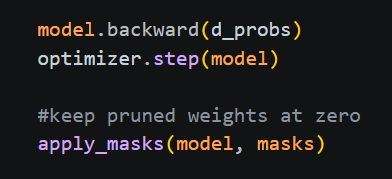 model.backward(d_probs)
optimizer.step(model)
#keep pruned weights at zero
apply_masks(model, masks)